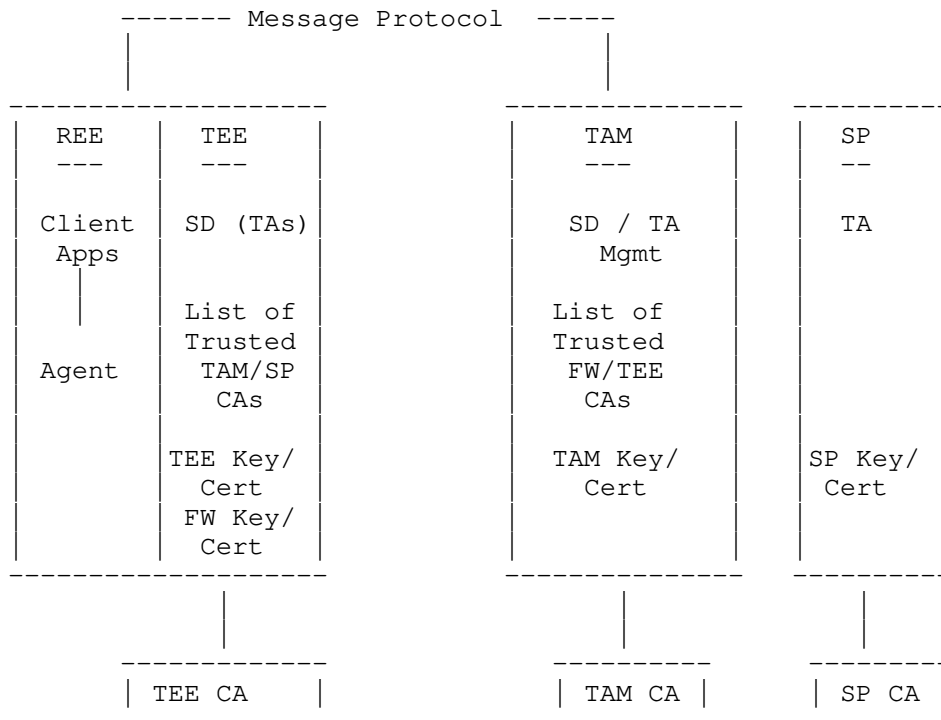 Message Protocol
REE TEE TAM SP
--- --- --- --
Client SD (TAs) SD / TA TA
Apps Mgmt
List of List of
Trusted Trusted
Agent TAM/SP FW/TEE
CAs CAs
TEE Key/ TAM Key/ SP Key/
Cert Cert Cert
FW Key/
Cert
TEE CA TAM CA SP CA